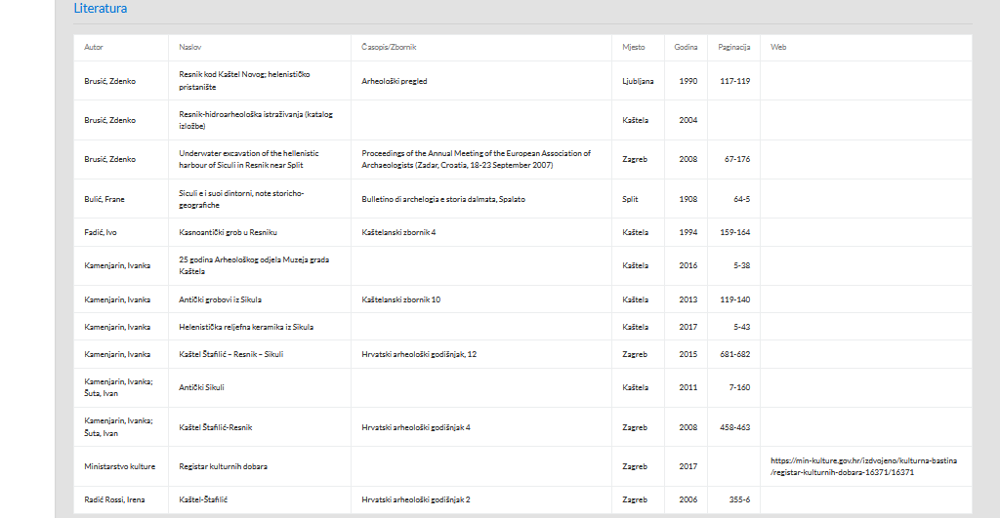 Literatura
Autor Naslov Časopis/Zbornik Mjesto Godina Paginacija Web
Brusić, Zdenko Resnik kod Kaštel Novog; helenističko
pristanište Arheološki pregled Ljubljana 1990 117-119
Brusić, Zdenko Resnik-hidroarheološka istraživanja (katalog
izložbe) Kaštela 2004
Brusić, Zdenko Underwater excavation of the hellenistic
harbour of Siculi in Resnik near Split Proceedings of the Annual Meeting of the European Association of
Archaeologists (Zadar, Croatia, 18-23 September 2007) Zagreb 2008 67-176
Bulić, Frane Siculi e i suoi dintorni, note storicho-
geografiche Bulletino di archelogia e storia dalmata, Spalato Split 1908 64-5
Fadić, Ivo Kasnoantički grob u Resniku Kaštelanski zbornik 4 Kaštela 1994 159-164
Kamenjarin, Ivanka 25 godina Arheološkog odjela Muzeja grada
Kaštela Kaštela 2016 5-38
Kamenjarin, Ivanka Antički grobovi iz Sikula Kaštelanski zbornik 10 Kaštela 2013 119-140
Kamenjarin, Ivanka Helenistička reljefna keramika iz Sikula Kaštela 2017 5-43
Kamenjarin, Ivanka Kaštel Štafilić – Resnik – Sikuli Hrvatski arheološki godišnjak, 12 Zagreb 2015 681-682
Kamenjarin, Ivanka;
Šuta, Ivan Antički Sikuli Kaštela 2011 7-160
Kamenjarin, Ivanka;
Šuta, Ivan Kaštel Štafilić-Resnik Hrvatski arheološki godišnjak 4 Zagreb 2008 458-463
Ministarstvo kulture Registar kulturnih dobara Zagreb 2017 https://min-kulture.gov.hr/izdvojeno/kulturna-bastina
/registar-kulturnih-dobara-16371/16371
Radić Rossi, Irena Kaštel-Štafilić Hrvatski arheološki godišnjak 2 Zagreb 2006 355-6